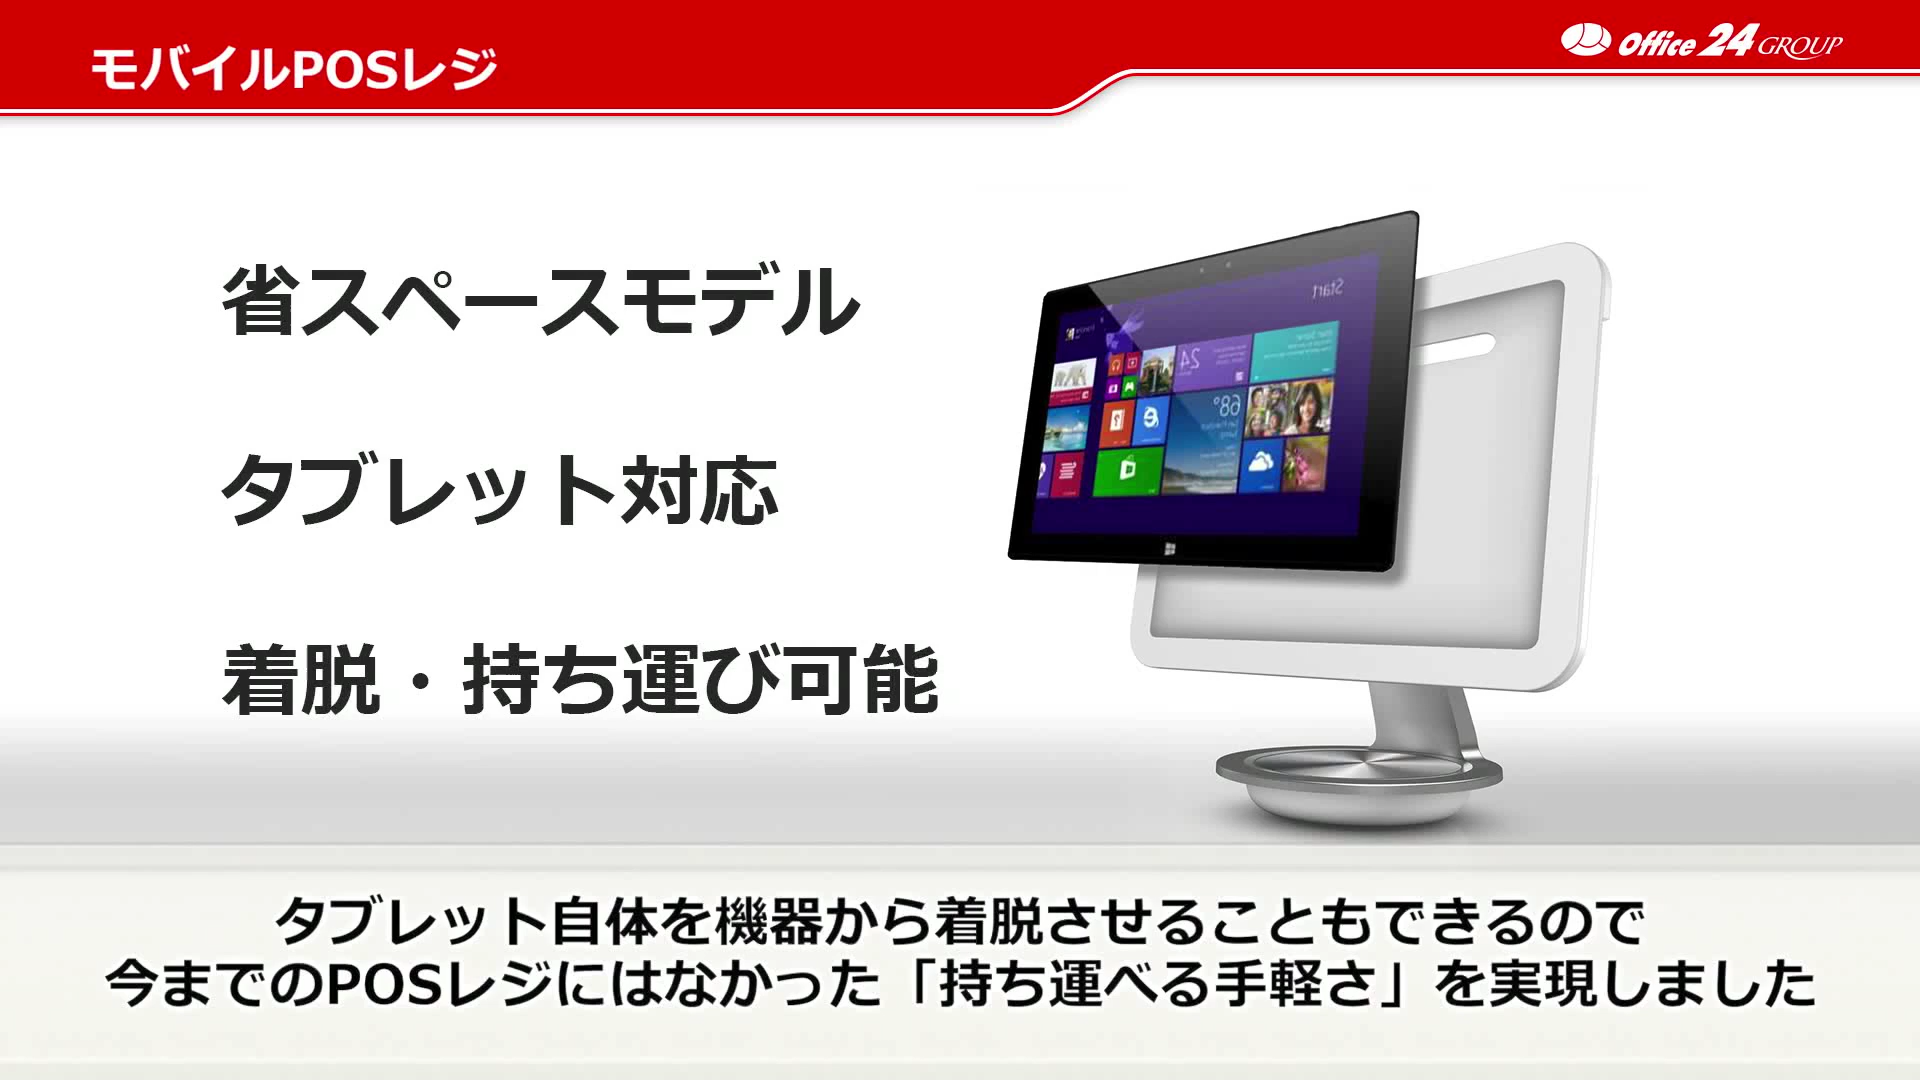 モバイルPOSレジ
Office 24 GROUP
省スペースモデル
タブレット対応
着脱・持ち運び可能
Start
24
68°
タブレット自体を機器から着脱させることもできるので
今までのPOSレジにはなかった「持ち運べる手軽さ」を実現しました